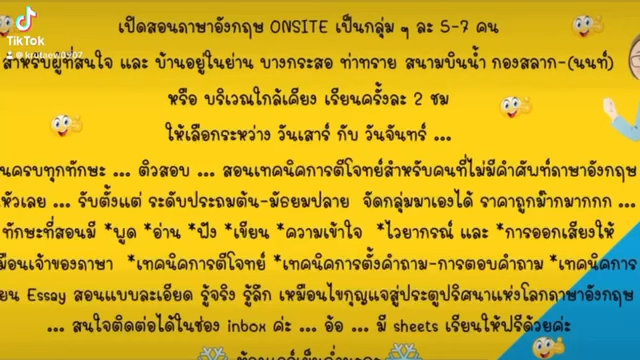 TikTok
เปิดสอนภาษาอังกฤษ ONSITE เป็นกลุ่ม ๆ ละ 5-7 คน
สำหรับผู้ที่สนใจ และ บ้านอยู่ในย่าน บางกระสอ ท่าทราย สนามบินน้ำ กองสลาก-(นนท์)
หรือ บริเวณใกล้เคียง เรียนครั้งละ 2 ชม
ให้เลือกระหว่าง วันเสาร์ กับ วันจันทร์ ...
นครบทุกทักษะ ... ติวสอบ ... สอนเทคนิคการตีโจทย์สำหรับคนที่ไม่มีคำศัพท์ภาษาอังกฤษ
หัวเลย ... รับตั้งแต่ ระดับประถมต้น-มัธยมปลาย จัดกลุ่มมาเองได้ ราคาถูกม๊ากมากกก ...
ทักษะที่สอนมี *พูด *อ่าน *ฟัง *เขียน *ความเข้าใจ *ไวยากรณ์ และ *การออกเสียงให้
มือนเจ้าของภาษา *เทคนิคการตีโจทย์ *เทคนิคการตั้งคำถาม-การตอบคำถาม *เทคนิคการ
ยน Essay สอนแบบละเอียด รู้จริง รู้ลึก เหมือนไขกุญแจสู่ประตูปริศนาแห่งโลกภาษาอังกฤษ
... สนใจติดต่อได้ในช่อง inbox ค่ะ ... อ้อ ... มี sheets เรียนให้ฟรีด้วยค่ะ